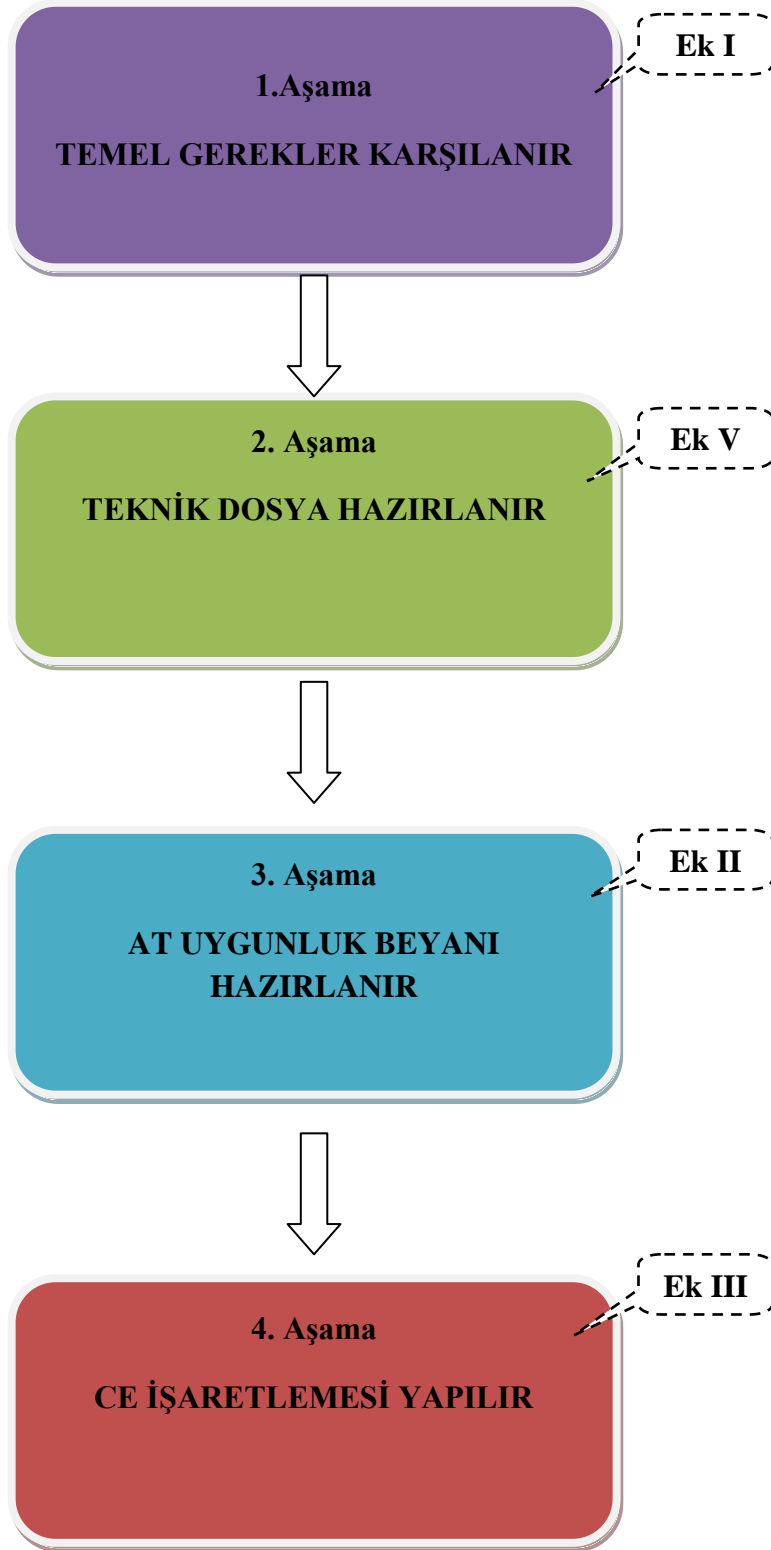 Ek I
1.Aşama
TEMEL GEREKLER KARŞILANIR
Ek V
2. Aşama
TEKNİK DOSYA HAZIRLANIR
Ek II
3. Aşama
AT UYGUNLUK BEYANI
HAZIRLANIR
Ek III
4. Aşama
CE İŞARETLEMESİ YAPILIR